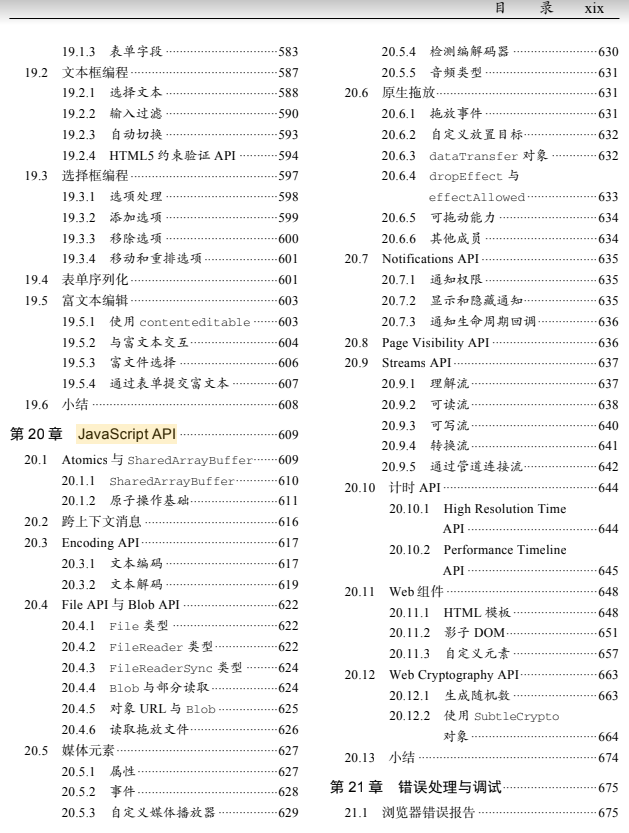 目 录 xix
19.1.3 表单字段 583
19.2 文本框编程 587
19.2.1 选择文本 588
19.2.2 输入过滤 590
19.2.3 自动切换 593
19.2.4 HTML5 约束验证 API 594
19.3 选择框编程 597
19.3.1 选项处理 598
19.3.2 添加选项 599
19.3.3 移除选项 600
19.3.4 移动和重排选项 601
19.4 表单序列化 601
19.5 富文本编辑 603
19.5.1 使用 contenteditable 603
19.5.2 与富文本交互 604
19.5.3 富文件选择 606
19.5.4 通过表单提交富文本 607
19.6 小结 608
第 20 章 JavaScript API 609
20.1 Atomics 与 SharedArrayBuffer 609
20.1.1 SharedArrayBuffer 610
20.1.2 原子操作基础 611
20.2 跨上下文消息 616
20.3 Encoding API 617
20.3.1 文本编码 617
20.3.2 文本解码 619
20.4 File API 与 Blob API 622
20.4.1 File 类型 622
20.4.2 FileReader 类型 622
20.4.3 FileReaderSync 类型 624
20.4.4 Blob 与部分读取 624
20.4.5 对象 URL 与 Blob 625
20.4.6 读取拖放文件 626
20.5 媒体元素 627
20.5.1 属性 627
20.5.2 事件 628
20.5.3 自定义媒体播放器 629
20.5.4 检测编解码器 630
20.5.5 音频类型 631
20.6 原生拖放 631
20.6.1 拖放事件 631
20.6.2 自定义放置目标 632
20.6.3 dataTransfer 对象 632
20.6.4 dropEffect 与
effectAllowed 633
20.6.5 可拖动能力 634
20.6.6 其他成员 634
20.7 Notifications API 635
20.7.1 通知权限 635
20.7.2 显示和隐藏通知 635
20.7.3 通知生命周期回调 636
20.8 Page Visibility API 636
20.9 Streams API 637
20.9.1 理解流 637
20.9.2 可读流 638
20.9.3 可写流 640
20.9.4 转换流 641
20.9.5 通过管道连接流 642
20.10 计时 API 644
20.10.1 High Resolution Time
API 644
20.10.2 Performance Timeline
API 645
20.11 Web 组件 648
20.11.1 HTML 模板 648
20.11.2 影子 DOM 651
20.11.3 自定义元素 657
20.12 Web Cryptography API 663
20.12.1 生成随机数 663
20.12.2 使用 SubtleCrypto
对象 664
20.13 小结 674
第 21 章 错误处理与调试 675
21.1 浏览器错误报告 675